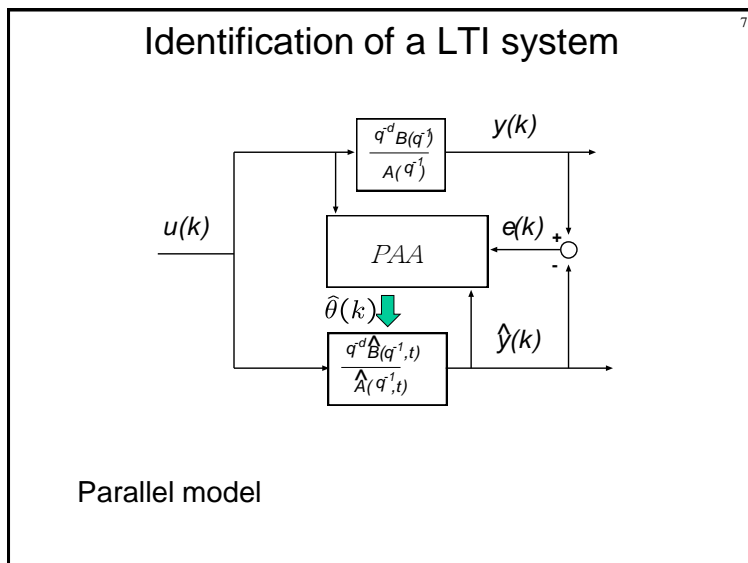 7
Identification of a LTI system
q⁻ᵈ B(q⁻¹)
A(q⁻¹)
y(k)
u(k)
PAA
e(k)
+
-
θ̂(k)
q⁻ᵈ B̂(q⁻¹,t)
Â(q⁻¹,t)
ŷ(k)
Parallel model